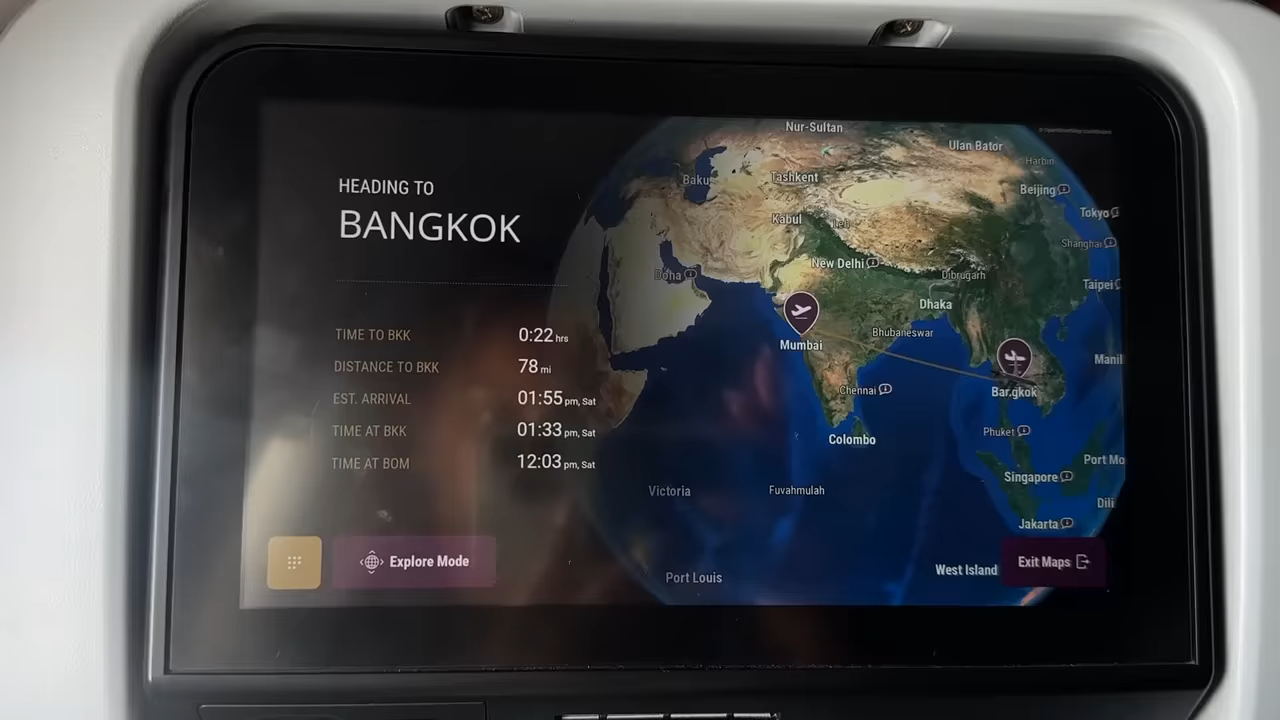 HEADING TO
BANGKOK
TIME TO BKK 0:22 hrs
DISTANCE TO BKK 78 mi
EST. ARRIVAL 01:55 pm, Sat
TIME AT BKK 01:33 pm, Sat
TIME AT BOM 12:03 pm, Sat
Explore Mode
Nur-Sultan
Ulan Bator
Harbin
Baku
Tashkent
Beijing
Tokyo
Kabul
Leh
Shanghai
New Delhi
Doha
Dibrugarh
Taipei
Dhaka
Bhubaneswar
Mumbai
Manil
Chennai
Bangkok
Phuket
Colombo
Port Mo
Singapore
Victoria
Fuvahmulah
Dili
Jakarta
West Island
Exit Maps
Port Louis